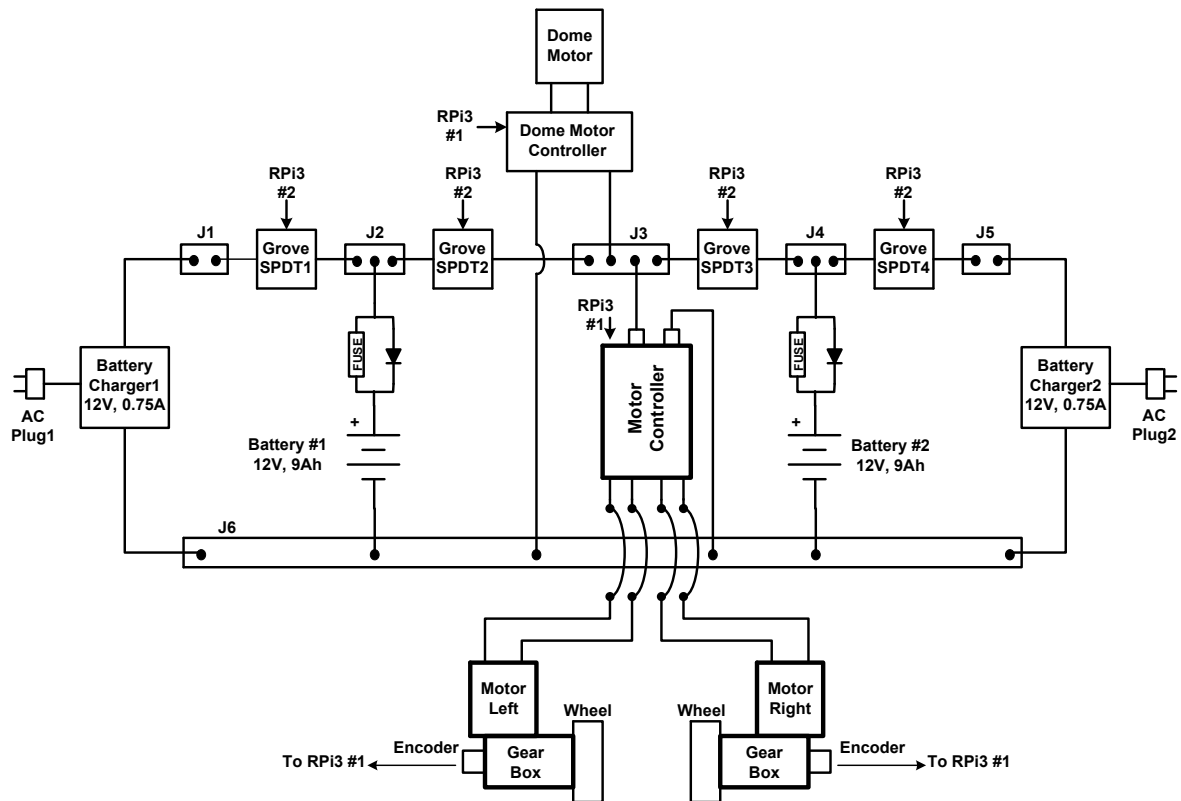 Dome
Motor
RPi3
#1
Dome Motor
Controller
RPi3
#2
RPi3
#2
RPi3
#2
RPi3
#2
J1
Grove
SPDT1
J2
Grove
SPDT2
J3
Grove
SPDT3
J4
Grove
SPDT4
J5
RPi3
#1
FUSE
FUSE
Motor
Controller
AC
Plug1
Battery
Charger1
12V, 0.75A
Battery
Charger2
12V, 0.75A
AC
Plug2
+
Battery #1
12V, 9Ah
+
Battery #2
12V, 9Ah
J6
Motor
Left
Motor
Right
Wheel
Wheel
To RPi3 #1
Encoder
Gear
Box
Gear
Box
Encoder
To RPi3 #1